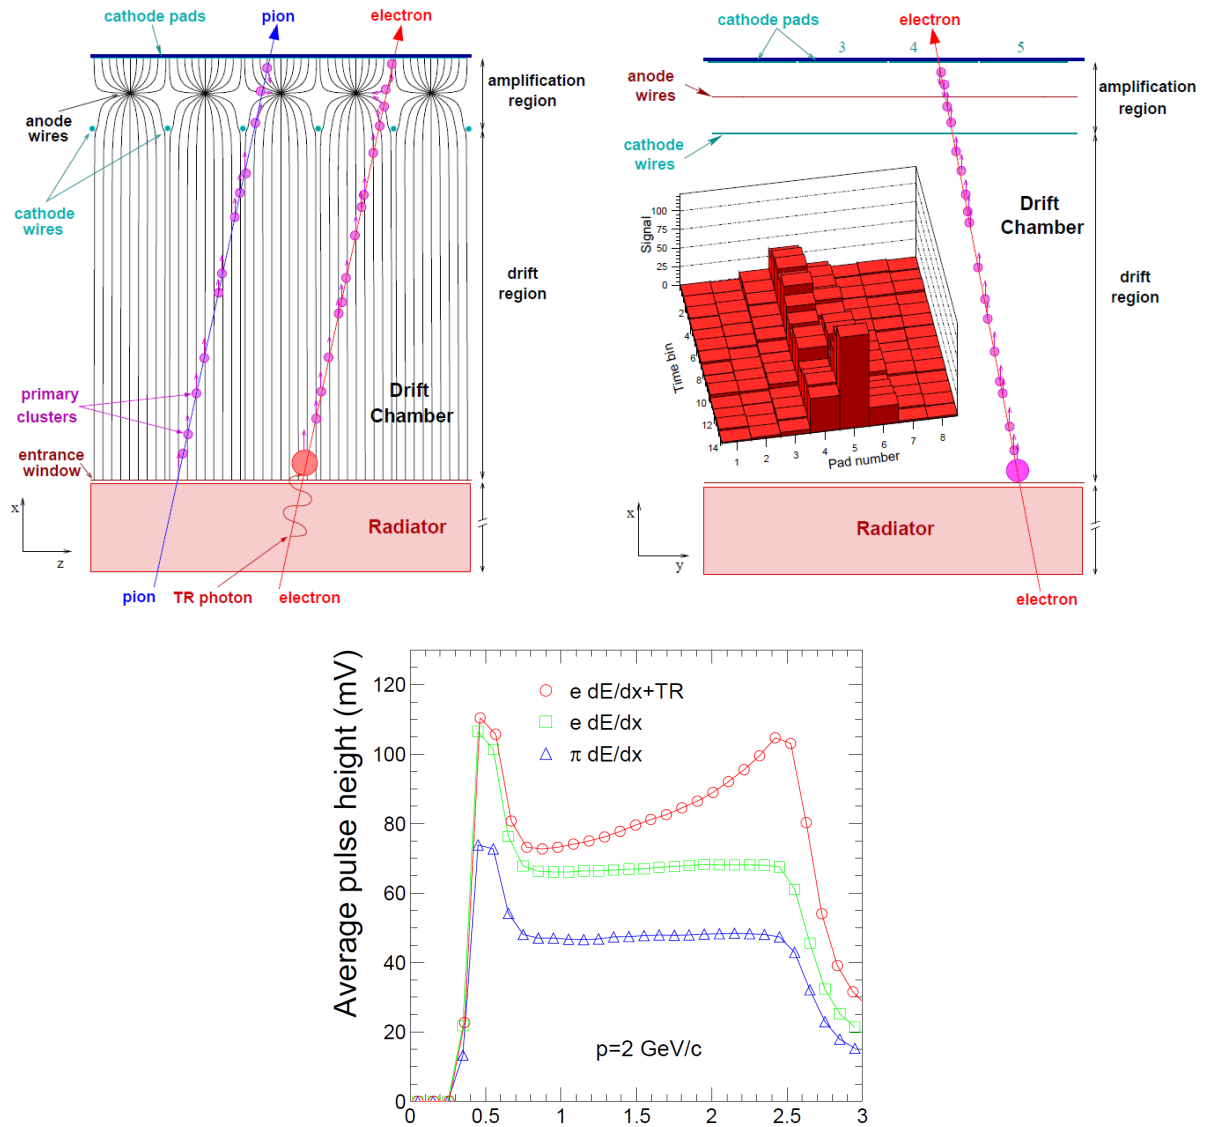 cathode pads
pion
electron
amplification
region
anode
wires
cathode
wires
drift
region
primary
clusters
Drift
Chamber
entrance
window
x
z
Radiator
pion
TR photon
electron
electron
cathode pads
3
4
5
anode
wires
amplification
region
cathode
wires
Drift
Chamber
drift
region
Signal
100
75
50
25
0
2
4
6
8
10
12
14
Time bin
1
2
3
4
5
6
7
8
Pad number
x
y
Radiator
electron
Average pulse height (mV)
120
100
80
60
40
20
0
e dE/dx+TR
e dE/dx
π dE/dx
p=2 GeV/c
0
0.5
1
1.5
2
2.5
3